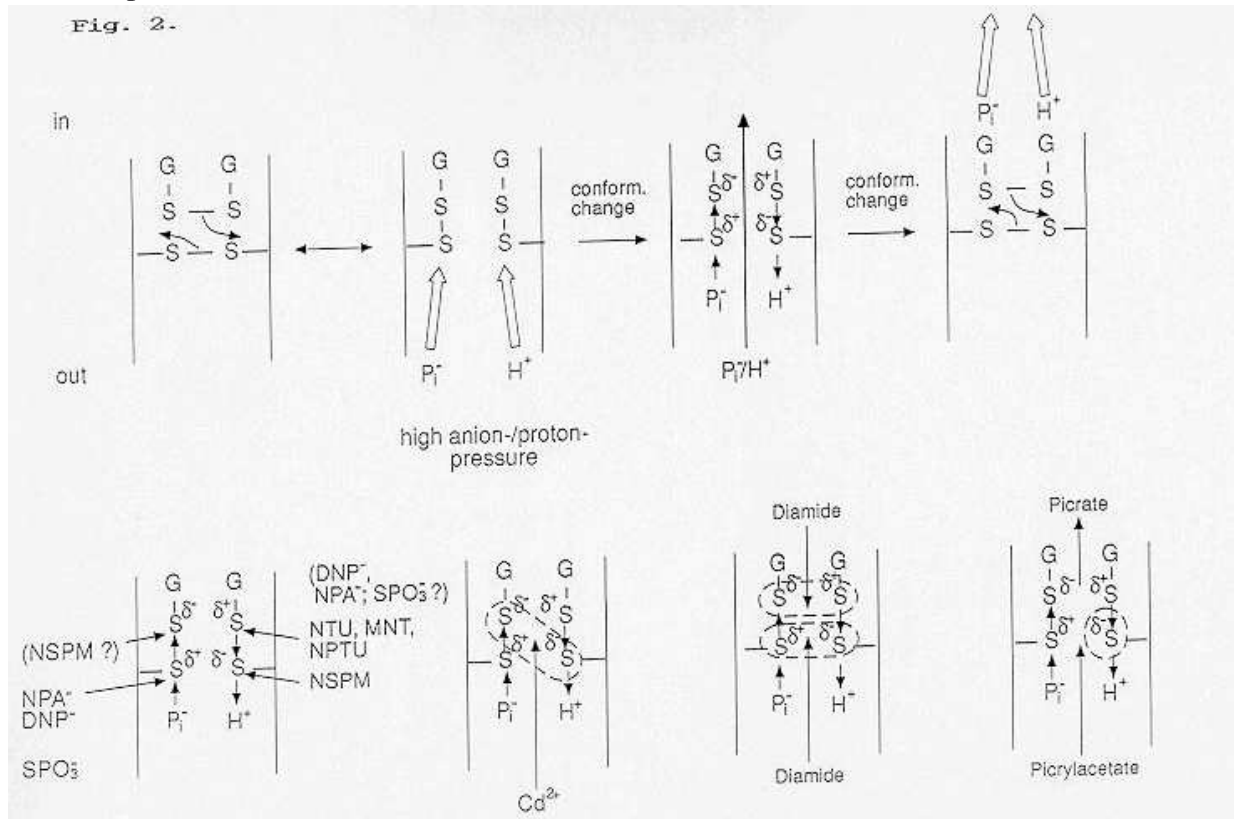 Fig. 2.
in
out
G G
S S
S S
G G
S S
S S
Pi⁻ H⁺
high anion-/proton-
pressure
conform.
change
G G
S δ⁻ δ⁺ S
S δ⁺ δ⁻ S
Pi⁻ H⁺
Pi⁻/H⁺
conform.
change
Pi⁻ H⁺
G G
S S
S S
G G
S δ⁻ δ⁺ S
S δ⁺ δ⁻ S
Pi⁻ H⁺
(NSPM ?)
NPA⁻
DNP⁻
SPO₃⁻
(DNP⁻,
NPA⁻; SPO₃⁻ ?)
NTU, MNT,
NPTU
NSPM
G G
S δ⁻ δ⁺ S
S δ⁺ δ⁻ S
Pi⁻ H⁺
Cd²⁺
Diamide
G G
S δ⁻ δ⁺ S
S δ⁺ δ⁻ S
Pi⁻ H⁺
Diamide
Picrate
G G
S δ⁻ δ⁺ S
S δ⁺ δ⁻ S
Pi⁻ H⁺
Picrylacetate